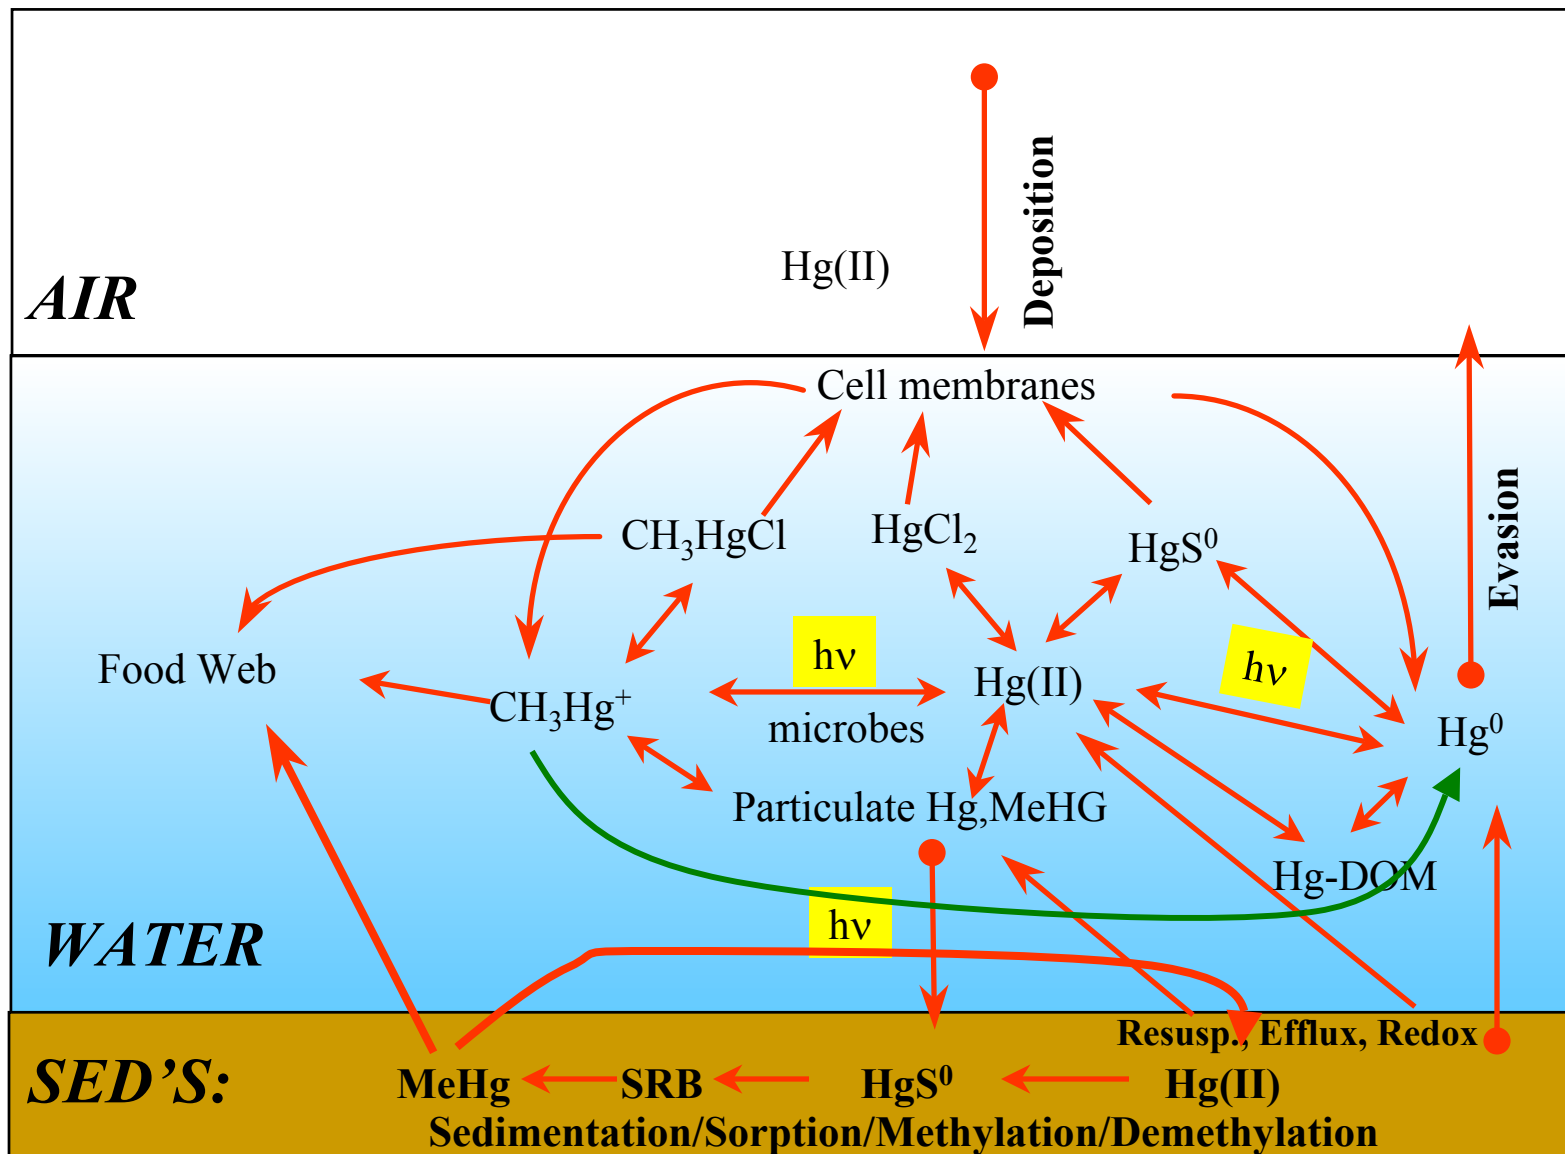 Deposition
Hg(II)
AIR
Cell membranes
CH₃HgCl
HgCl₂
HgS⁰
Evasion
Food Web
hν
hν
CH₃Hg⁺
Hg(II)
microbes
Hg⁰
Particulate Hg,MeHG
Hg-DOM
hν
WATER
Resusp., Efflux, Redox
SED’S:
MeHg
SRB
HgS⁰
Hg(II)
Sedimentation/Sorption/Methylation/Demethylation